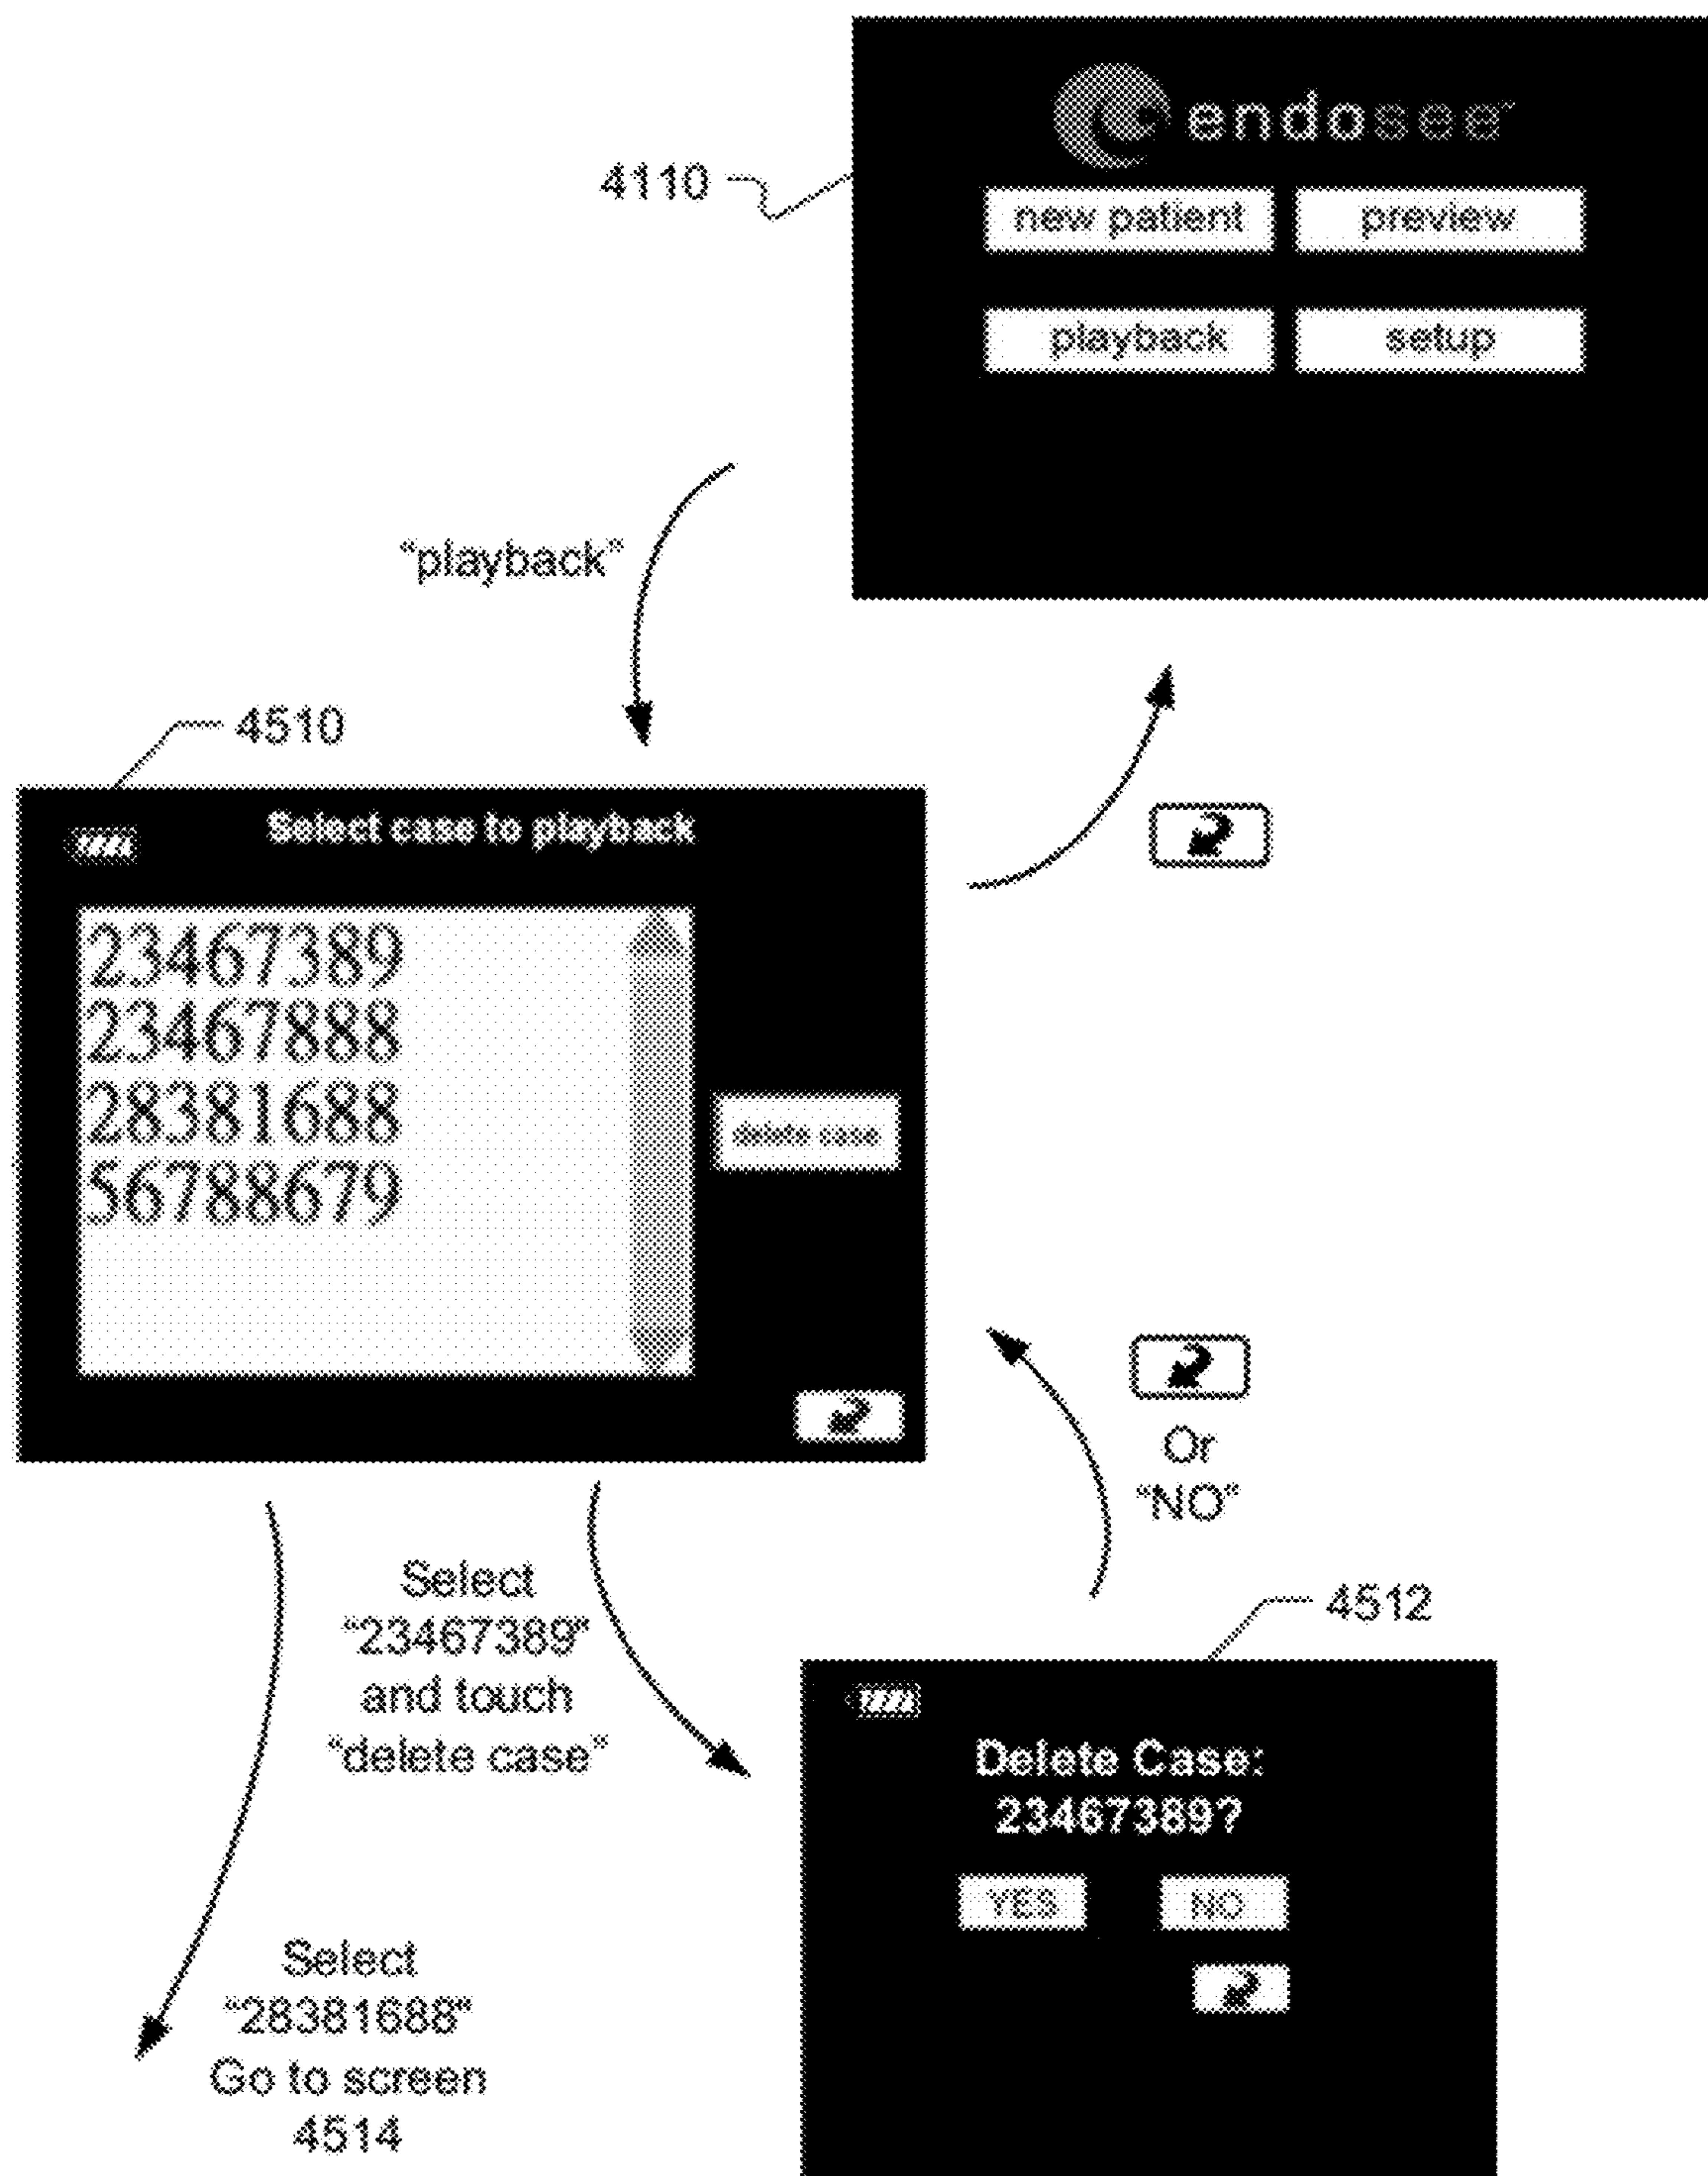 endosee™
4110
new patient preview
playback setup
"playback"
4510
Select case to playback
23467389
23467888
28381688
56788679
delete case
Or
"NO"
Select
"23467389"
and touch
"delete case"
4512
Delete Case:
23467389?
YES NO
Select
"28381688"
Go to screen
4514